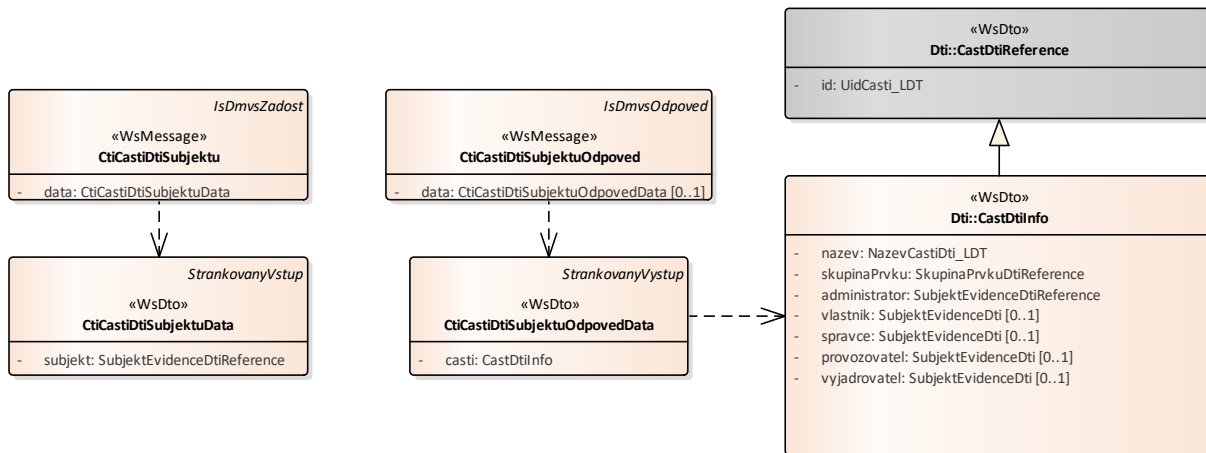 IsDmvsZadost
«WsMessage»
CtiCastiDtiSubjektu
- data: CtiCastiDtiSubjektuData
StrankovanyVstup
«WsDto»
CtiCastiDtiSubjektuData
- subjekt: SubjektEvidenceDtiReference
IsDmvsOdpoved
«WsMessage»
CtiCastiDtiSubjektuOdpoved
- data: CtiCastiDtiSubjektuOdpovedData [0..1]
StrankovanyVystup
«WsDto»
CtiCastiDtiSubjektuOdpovedData
- casti: CastDtiInfo
«WsDto»
Dti::CastDtiReference
- id: UidCasti_LDT
«WsDto»
Dti::CastDtiInfo
- nazev: NazevCastiDti_LDT
- skupinaPrvku: SkupinaPrvkuDtiReference
- administrator: SubjektEvidenceDtiReference
- vlastnik: SubjektEvidenceDti [0..1]
- spravce: SubjektEvidenceDti [0..1]
- provozovatel: SubjektEvidenceDti [0..1]
- vyjadrovatel: SubjektEvidenceDti [0..1]